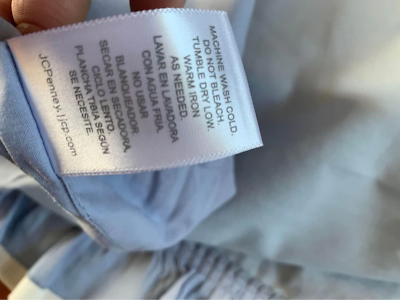 MACHINE WASH COLD.
DO NOT BLEACH.
TUMBLE DRY LOW.
WARM IRON
AS NEEDED
LAVAR EN LAVADORA
CON AGUA FRIA.
NO USAR
BLANQUEADOR
SECAR EN SECADORA,
CICLO LENTO.
PLANCHA TIBIA SEGUN
SE NECESITE.
JCPenney.|jcp.com